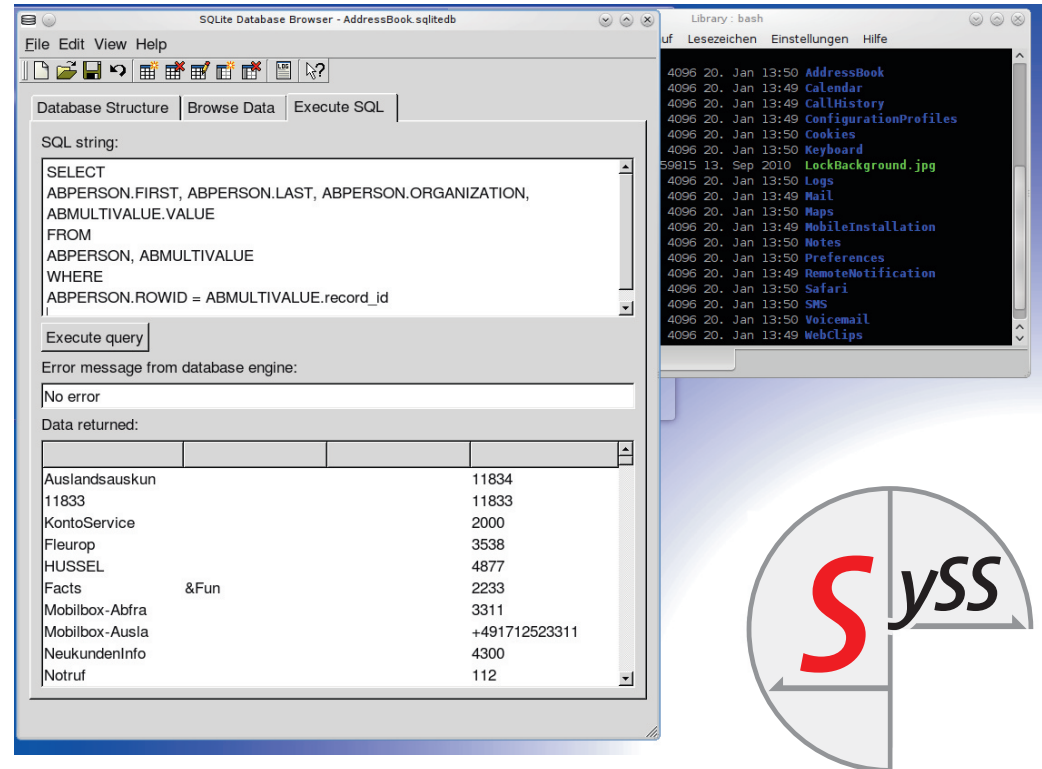 SQLite Database Browser - AddressBook.sqlitedb
File Edit View Help
Database Structure Browse Data Execute SQL
SQL string:
SELECT
ABPERSON.FIRST, ABPERSON.LAST, ABPERSON.ORGANIZATION,
ABMULTIVALUE.VALUE
FROM
ABPERSON, ABMULTIVALUE
WHERE
ABPERSON.ROWID = ABMULTIVALUE.record_id
Execute query
Error message from database engine:
No error
Data returned:
Auslandsauskun 11834
11833 11833
KontoService 2000
Fleurop 3538
HUSSEL 4877
Facts &Fun 2233
Mobilbox-Abfra 3311
Mobilbox-Ausla +491712523311
NeukundenInfo 4300
Notruf 112
Library : bash
uf Lesezeichen Einstellungen Hilfe
4096 20. Jan 13:50 AddressBook
4096 20. Jan 13:49 Calendar
4096 20. Jan 13:49 CallHistory
4096 20. Jan 13:49 ConfigurationProfiles
4096 20. Jan 13:50 Cookies
4096 20. Jan 13:50 Keyboard
59815 13. Sep 2010 LockBackground.jpg
4096 20. Jan 13:50 Logs
4096 20. Jan 13:49 Mail
4096 20. Jan 13:50 Maps
4096 20. Jan 13:49 MobileInstallation
4096 20. Jan 13:50 Notes
4096 20. Jan 13:50 Preferences
4096 20. Jan 13:49 RemoteNotification
4096 20. Jan 13:50 Safari
4096 20. Jan 13:50 SMS
4096 20. Jan 13:50 Voicemail
4096 20. Jan 13:49 WebClips
SySS